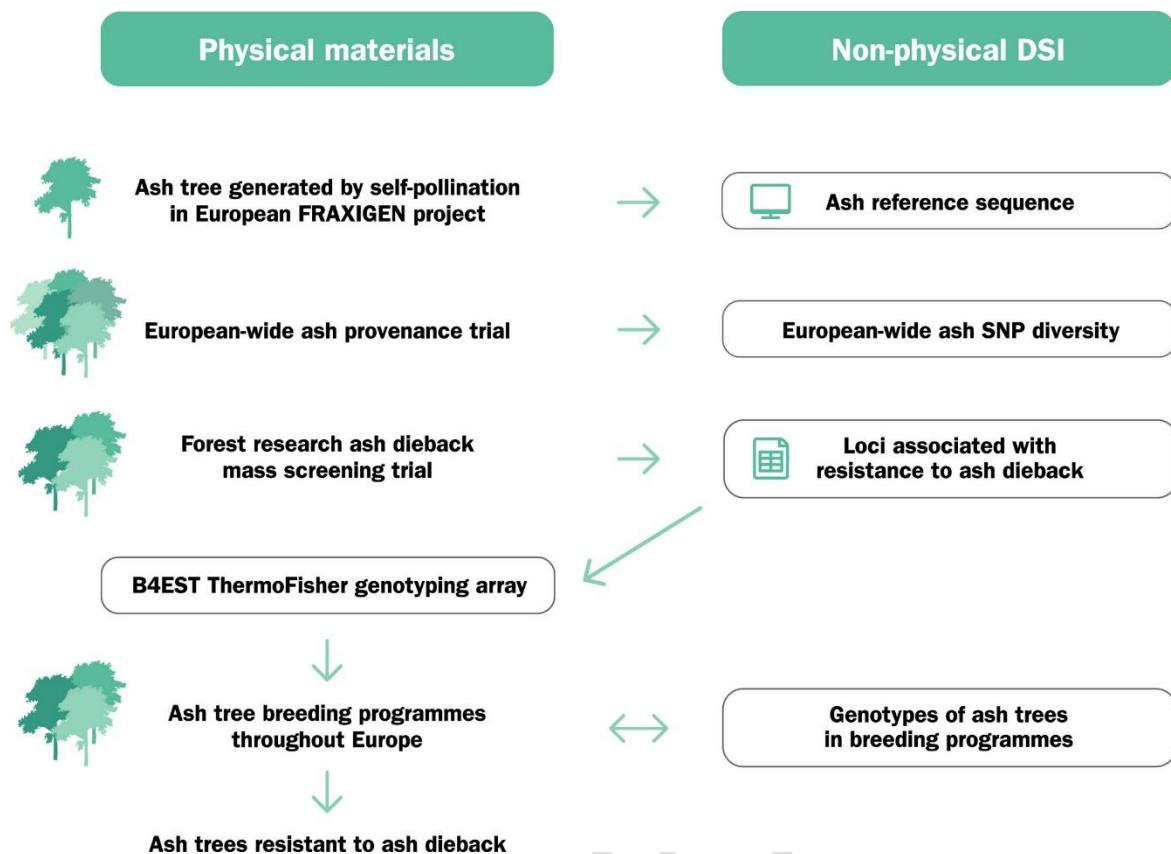 Physical materials
Non-physical DSI
Ash tree generated by self-pollination
in European FRAXIGEN project
Ash reference sequence
European-wide ash provenance trial
European-wide ash SNP diversity
Forest research ash dieback
mass screening trial
Loci associated with
resistance to ash dieback
B4EST ThermoFisher genotyping array
Ash tree breeding programmes
throughout Europe
Genotypes of ash trees
in breeding programmes
Ash trees resistant to ash dieback